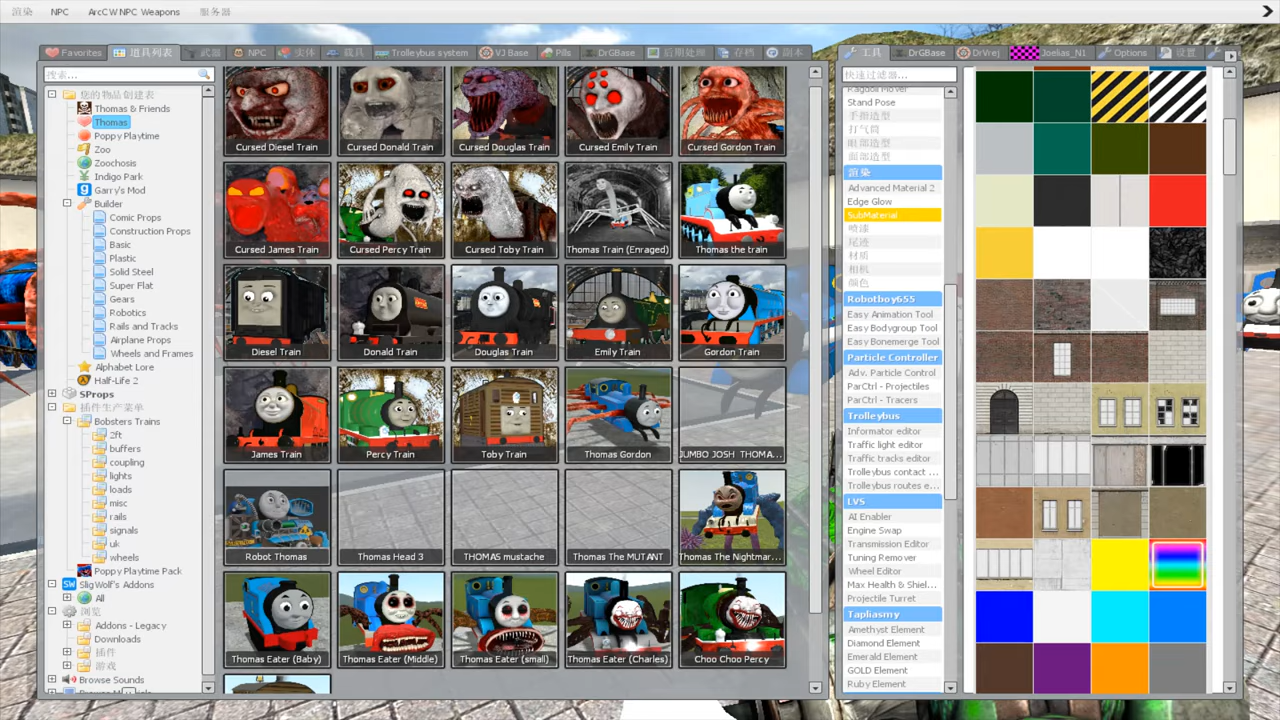 渲染 NPC ArcCW NPC Weapons 服务器
Favorites 道具列表 武器 NPC 实体 载具 Trolleybus system VJ Base Pills DrGBase 后期处理 存档 副本
工具 DrGBase DrVrej Joelias_N1 Options 设置
搜索...
您的物品创建表
Thomas & Friends
Thomas
Poppy Playtime
Zoo
Zoochosis
Indigo Park
Garry's Mod
Builder
Comic Props
Construction Props
Basic
Plastic
Solid Steel
Super Flat
Gears
Robotics
Rails and Tracks
Airplane Props
Wheels and Frames
Alphabet Lore
Half-Life 2
SProps
插件生产菜单
Bobsters Trains
2ft
buffers
coupling
lights
loads
misc
rails
signals
uk
wheels
Poppy Playtime Pack
SligWolf's Addons
All
浏览
Addons - Legacy
Downloads
插件
游戏
Browse Sounds
Cursed Diesel Train
Cursed Donald Train
Cursed Douglas Train
Cursed Emily Train
Cursed Gordon Train
Cursed James Train
Cursed Percy Train
Cursed Toby Train
Thomas Train (Enraged)
Thomas the train
Diesel Train
Donald Train
Douglas Train
Emily Train
Gordon Train
James Train
Percy Train
Toby Train
Thomas Gordon
JUMBO JOSH THOMA...
Robot Thomas
Thomas Head 3
THOMAS mustache
Thomas The MUTANT
Thomas The Nightmar...
Thomas Eater (Baby)
Thomas Eater (Middle)
Thomas Eater (small)
Thomas Eater (Charles)
Choo Choo Percy
快速过滤器...
Ragdoll Mover
Stand Pose
手指造型
打气筒
眼部造型
面部造型
渲染
Advanced Material 2
Edge Glow
SubMaterial
喷漆
尾迹
材质
相机
颜色
Robotboy655
Easy Animation Tool
Easy Bodygroup Tool
Easy Bonemerge Tool
Particle Controller
Adv. Particle Control
ParCtrl - Projectiles
ParCtrl - Tracers
Trolleybus
Informator editor
Traffic light editor
Traffic tracks editor
Trolleybus contact ...
Trolleybus routes e...
LVS
AI Enabler
Engine Swap
Transmission Editor
Tuning Remover
Wheel Editor
Max Health & Shiel...
Projectile Turret
Tapliasmy
Amethyst Element
Diamond Element
Emerald Element
GOLD Element
Ruby Element